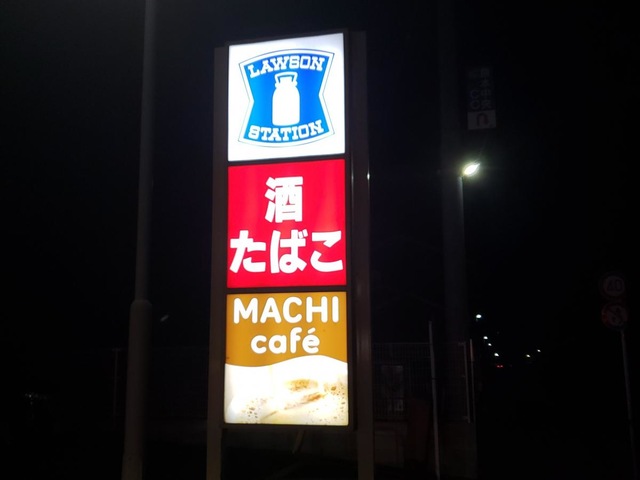 LAWSON
STATION
酒
たばこ
MACHI
café